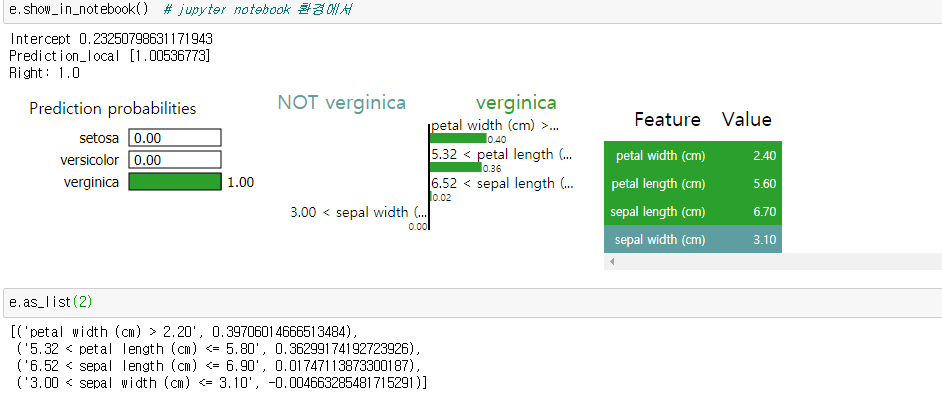 e.show_in_notebook()  # jupyter notebook 환경에서
Intercept 0.23250798631171943
Prediction_local [1.00536773]
Right: 1.0
Prediction probabilities
setosa 0.00
versicolor 0.00
verginica 1.00
NOT verginica verginica
petal width (cm) >...
0.40
5.32 < petal length (...
0.36
6.52 < sepal length (...
0.02
3.00 < sepal width (...
0.00
Feature Value
petal width (cm) 2.40
petal length (cm) 5.60
sepal length (cm) 6.70
sepal width (cm) 3.10
e.as_list(2)
[('petal width (cm) > 2.20', 0.39706014666513484),
('5.32 < petal length (cm) <= 5.80', 0.36299174192723926),
('6.52 < sepal length (cm) <= 6.90', 0.01747113873300187),
('3.00 < sepal width (cm) <= 3.10', -0.004663285481715291)]